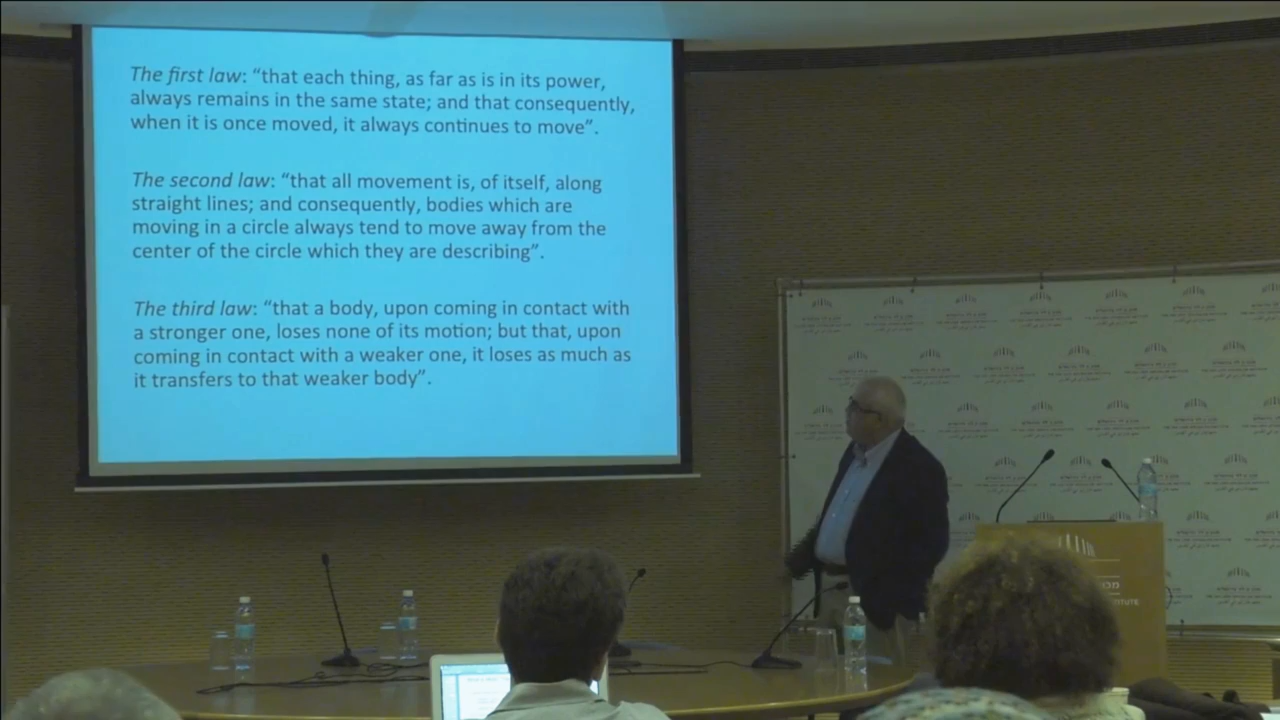 The first law: “that each thing, as far as is in its power,
always remains in the same state; and that consequently,
when it is once moved, it always continues to move”.
The second law: “that all movement is, of itself, along
straight lines; and consequently, bodies which are
moving in a circle always tend to move away from the
center of the circle which they are describing”.
The third law: “that a body, upon coming in contact with
a stronger one, loses none of its motion; but that, upon
coming in contact with a weaker one, it loses as much as
it transfers to that weaker body”.